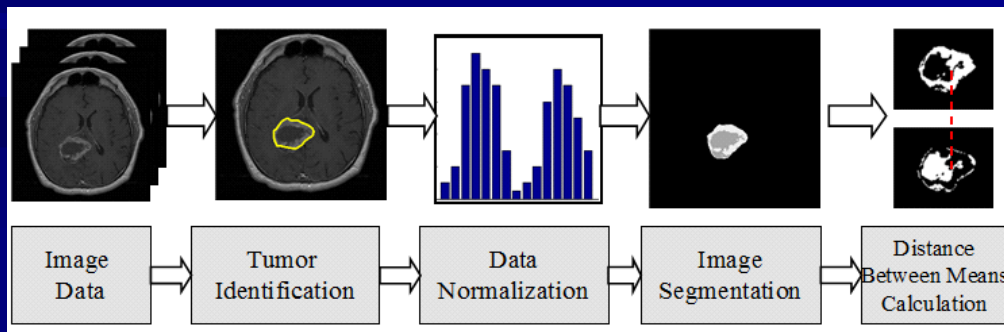 Image
Data
Tumor
Identification
Data
Normalization
Image
Segmentation
Distance
Between Means
Calculation